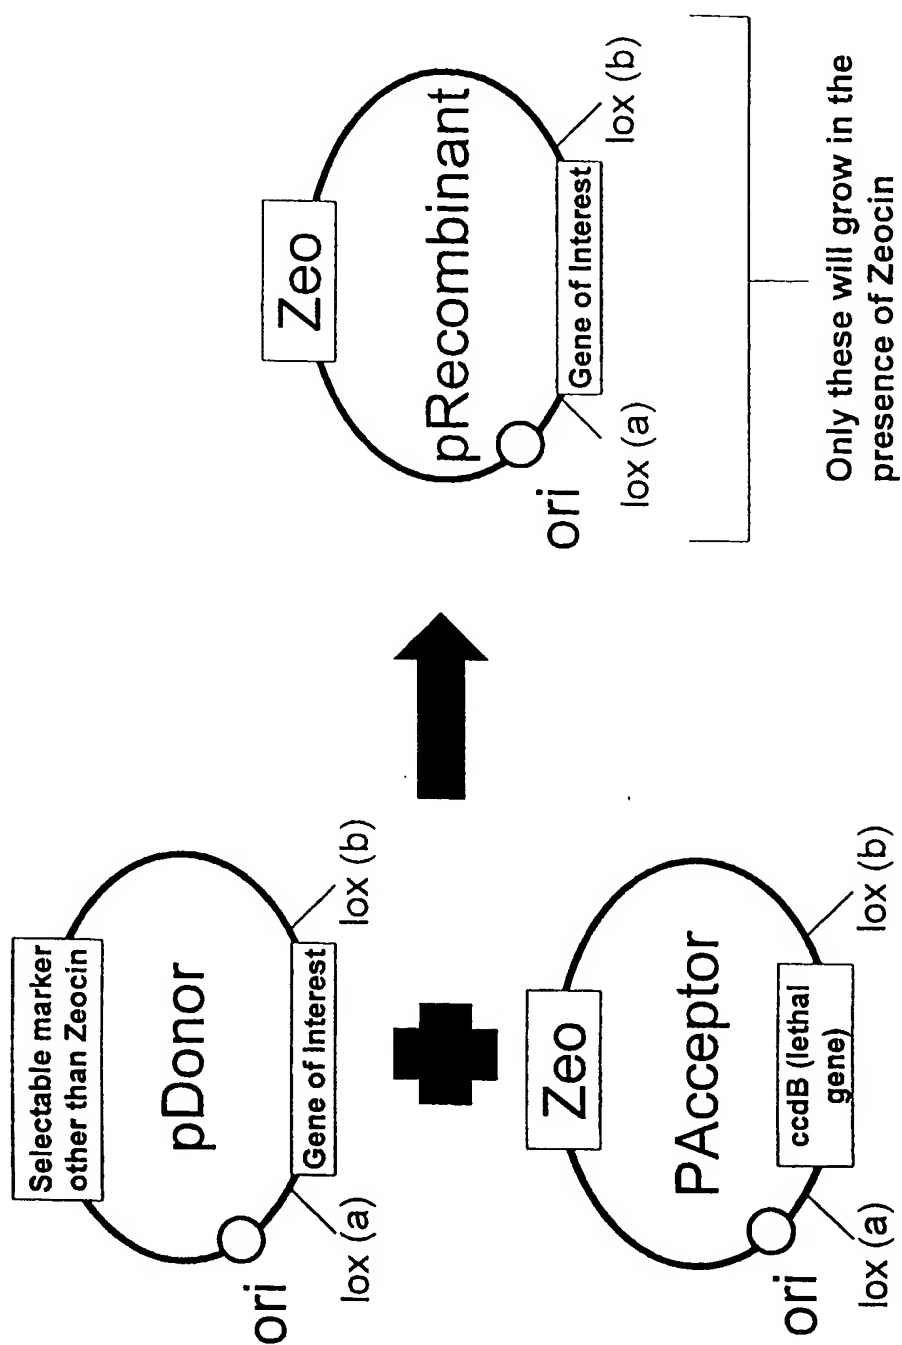 Selectable marker
other than Zeocin
pDonor
ori
Gene of Interest
lox (a)
lox (b)
Zeo
PAcceptor
ori
ccdB (lethal
gene)
lox (a)
lox (b)
Zeo
pRecombinant
ori
Gene of Interest
lox (a)
lox (b)
Only these will grow in the
presence of Zeocin